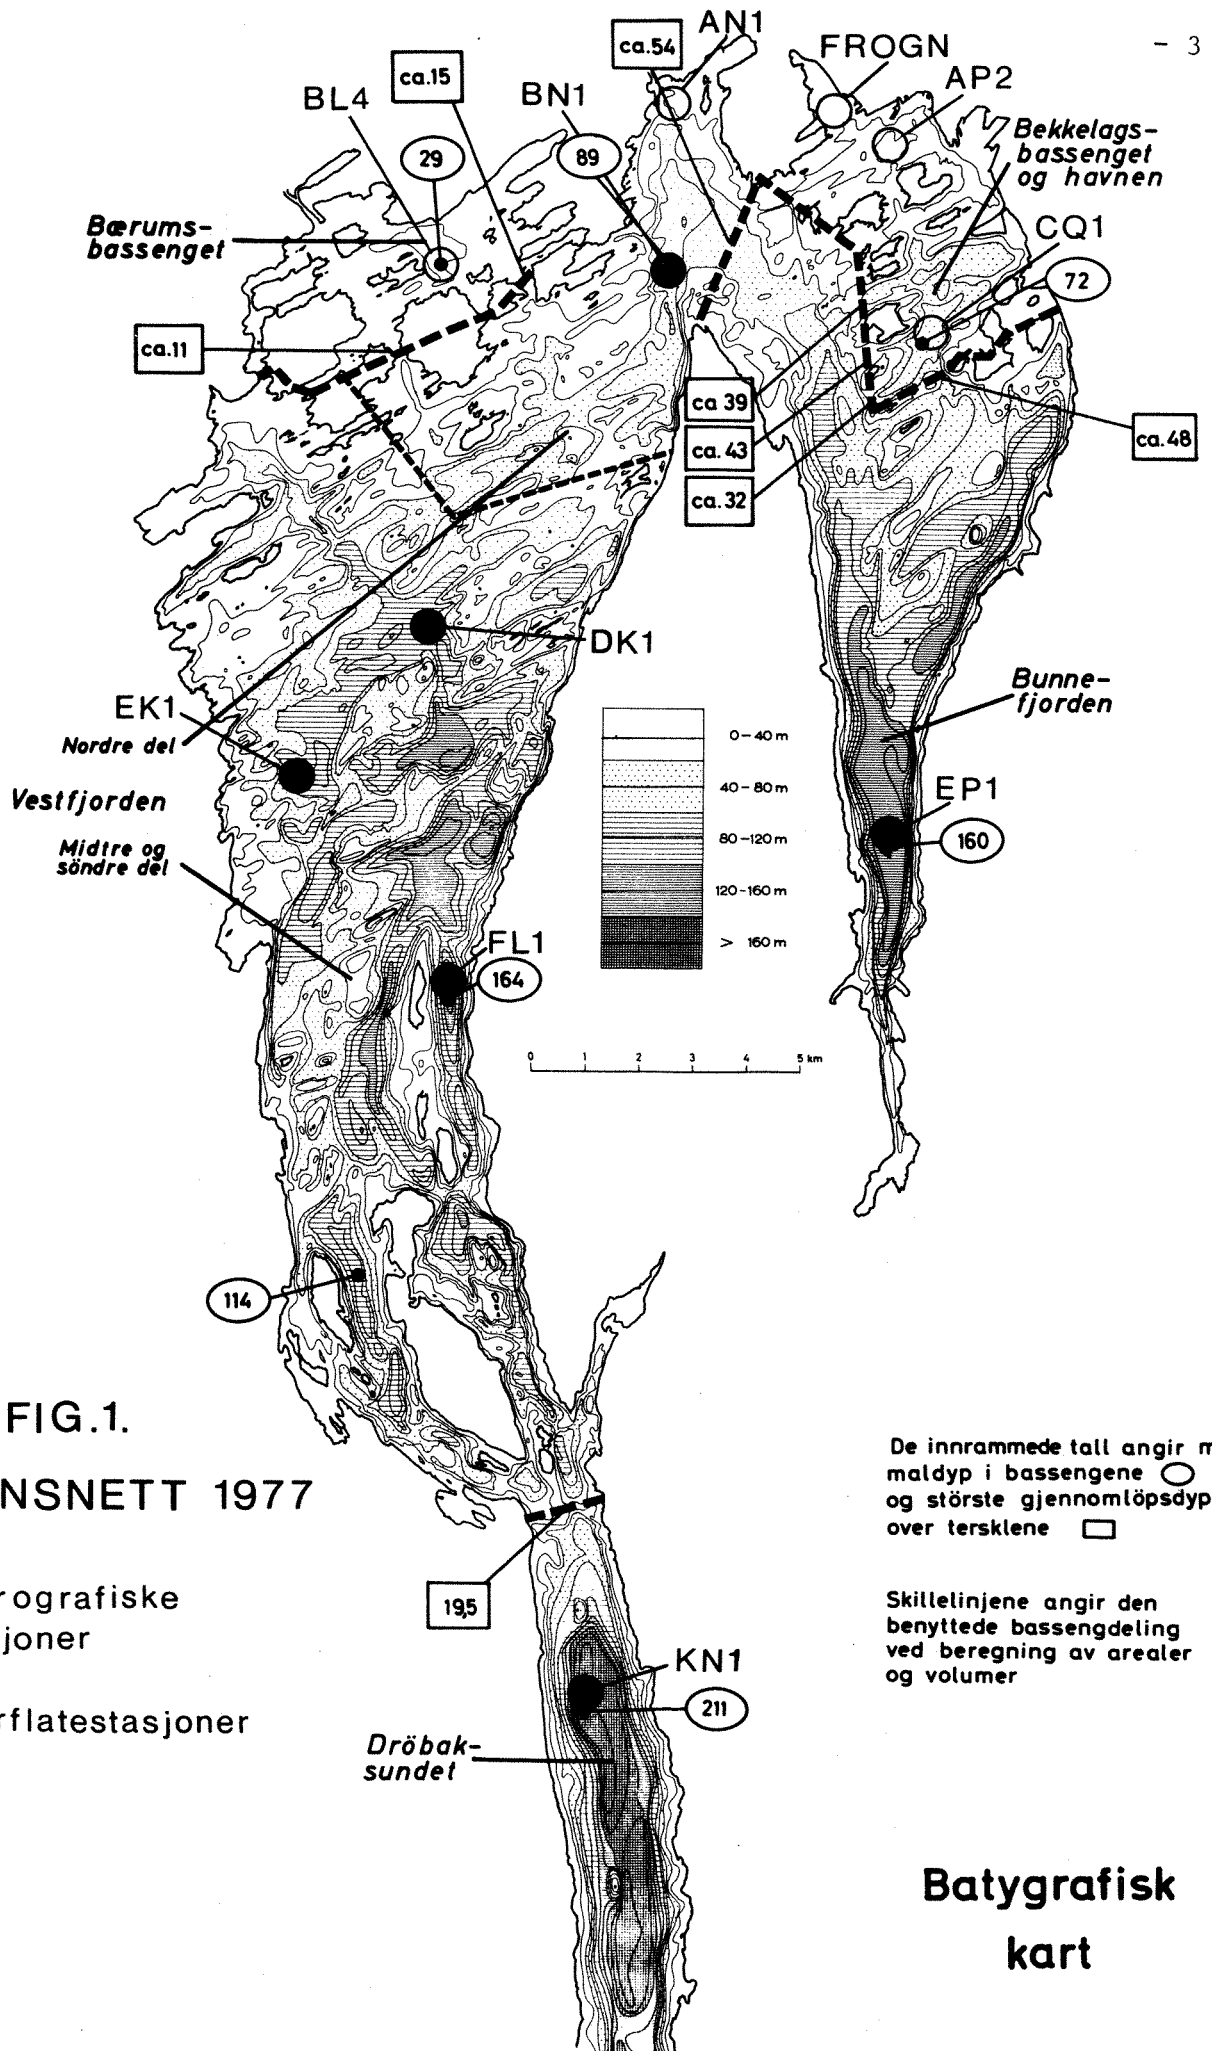 - 3
AN1
ca.54
FROGN
AP2
ca.15
BL4
BN1
29
89
Bekkelags-
bassenget
og havnen
Bærums-
bassenget
CQ1
72
ca.11
ca 39
ca. 43
ca. 32
ca. 48
DK1
EK1
Nordre del
Vestfjorden
Midtre og
söndre del
Bunne-
fjorden
0-40 m
40-80 m
80-120 m
120-160 m
> 160 m
EP1
160
FL1
164
0 1 2 3 4 5 km
114
FIG.1.
NSNETT 1977
rografiske
joner
rflatestasjoner
De innrammede tall angir m
maldyp i bassengene
og största gjennomlöpsdyp
over tersklene
Skillelinjene angir den
benyttede bassengdeling
ved beregning av arealer
og volumer
19,5
KN1
211
Dröbak-
sundet
Batygrafisk
kart